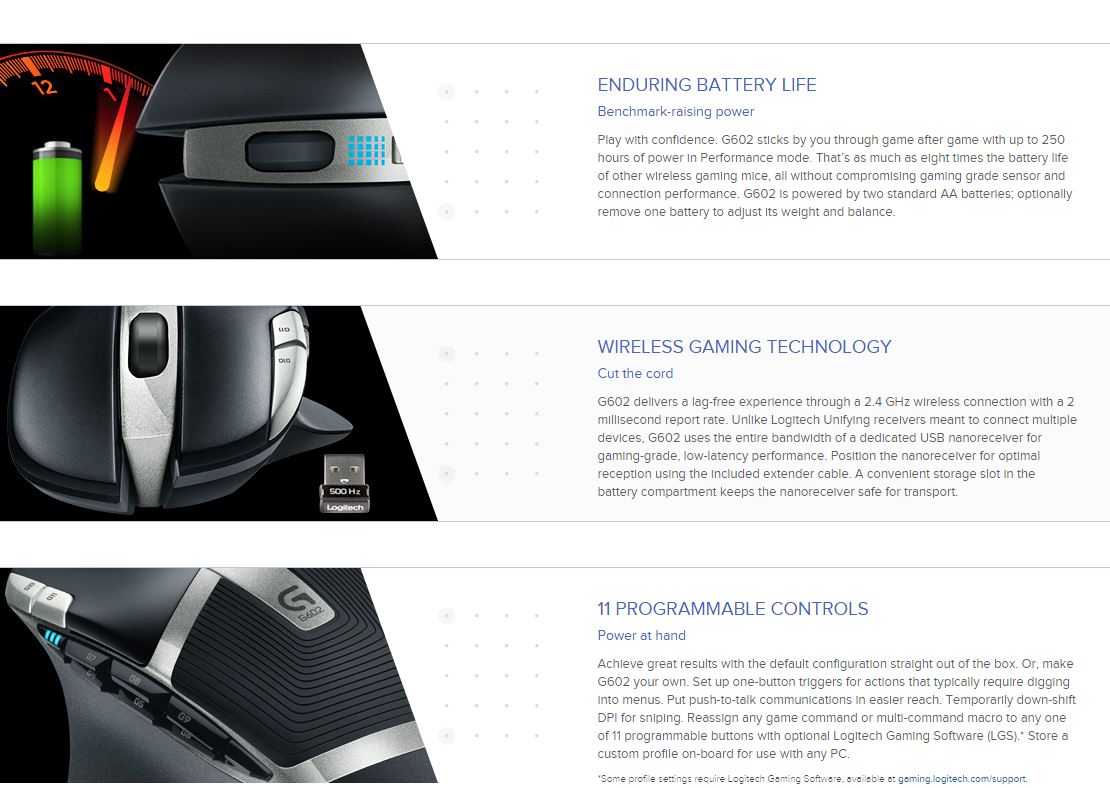 12
1
ENDURING BATTERY LIFE
Benchmark-raising power
Play with confidence. G602 sticks by you through game after game with up to 250
hours of power in Performance mode. That's as much as eight times the battery life
of other wireless gaming mice, all without compromising gaming grade sensor and
connection performance. G602 is powered by two standard AA batteries; optionally
remove one battery to adjust its weight and balance.
G11
G10
500 Hz
Logitech
WIRELESS GAMING TECHNOLOGY
Cut the cord
G602 delivers a lag-free experience through a 2.4 GHz wireless connection with a 2
millisecond report rate. Unlike Logitech Unifying receivers meant to connect multiple
devices, G602 uses the entire bandwidth of a dedicated USB nanoreceiver for
gaming-grade, low-latency performance. Position the nanoreceiver for optimal
reception using the included extender cable. A convenient storage slot in the
battery compartment keeps the nanoreceiver safe for transport.
G10
G11
G602
G7
G4
G8
G5
G9
G6
11 PROGRAMMABLE CONTROLS
Power at hand
Achieve great results with the default configuration straight out of the box. Or, make
G602 your own. Set up one-button triggers for actions that typically require digging
into menus. Put push-to-talk communications in easier reach. Temporarily down-shift
DPI for sniping. Reassign any game command or multi-command macro to any one
of 11 programmable buttons with optional Logitech Gaming Software (LGS).* Store a
custom profile on-board for use with any PC.
*Some profile settings require Logitech Gaming Software, available at gaming.logitech.com/support.